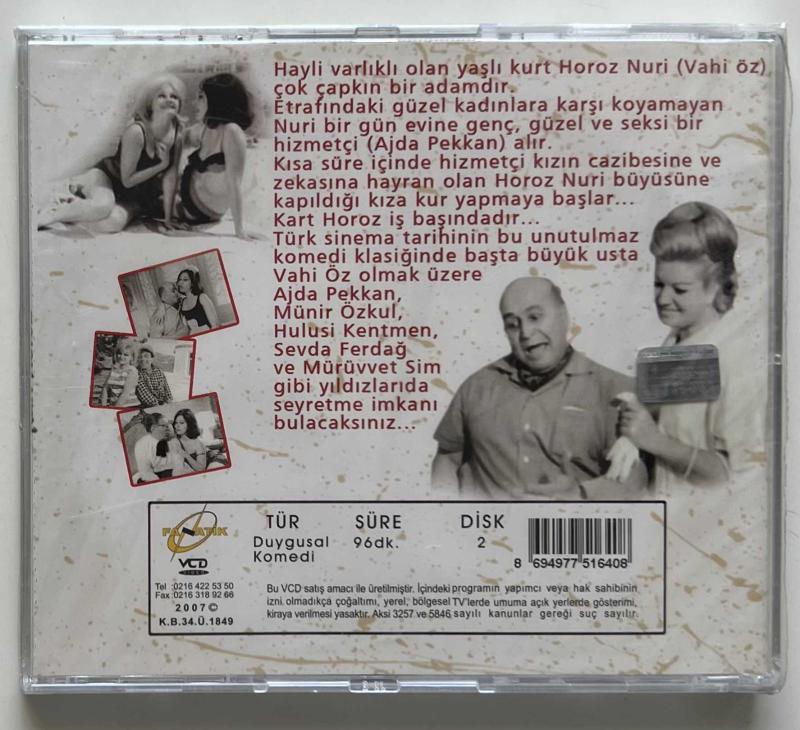 Hayli varlıklı olan yaşlı kurt Horoz Nuri (Vahi öz)
çok çapkın bir adamdır.
Etrafındaki güzel kadınlara karşı koyamayan
Nuri bir gün evine genç, güzel ve seksi bir
hizmetçi (Ajda Pekkan) alır.
Kısa süre içinde hizmetçi kızın cazibesine ve
zekasına hayran olan Horoz Nuri büyüsüne
kapıldığı kıza kur yapmaya başlar...
Kart Horoz iş başındadır...
Türk sinema tarihinin bu unutulmaz
komedi klasiğinde başta büyük usta
Vahi Öz olmak üzere
Ajda Pekkan,
Münir Özkul,
Hulusi Kentmen,
Sevda Ferdağ
ve Mürüvvet Sim
gibi yıldızlarıda
seyretme imkanı
bulacaksınız...
FANATİK
VCD
VIDEO
Tel :0216 422 53 50
Fax :0216 318 92 66
2007©
K.B.34.Ü.1849
TÜR SÜRE DİSK
Duygusal 96dk. 2
Komedi
8 694977 516408
Bu VCD satış amacı ile üretilmiştir. İçindeki programın yapımcı veya hak sahibinin
izni olmadıkça çoğaltımı, yerel, bölgesel TV'lerde umuma açık yerlerde gösterimi,
kiraya verilmesi yasaktır. Aksi 3257 ve 5846 sayılı kanunlar gereği suç sayılır.